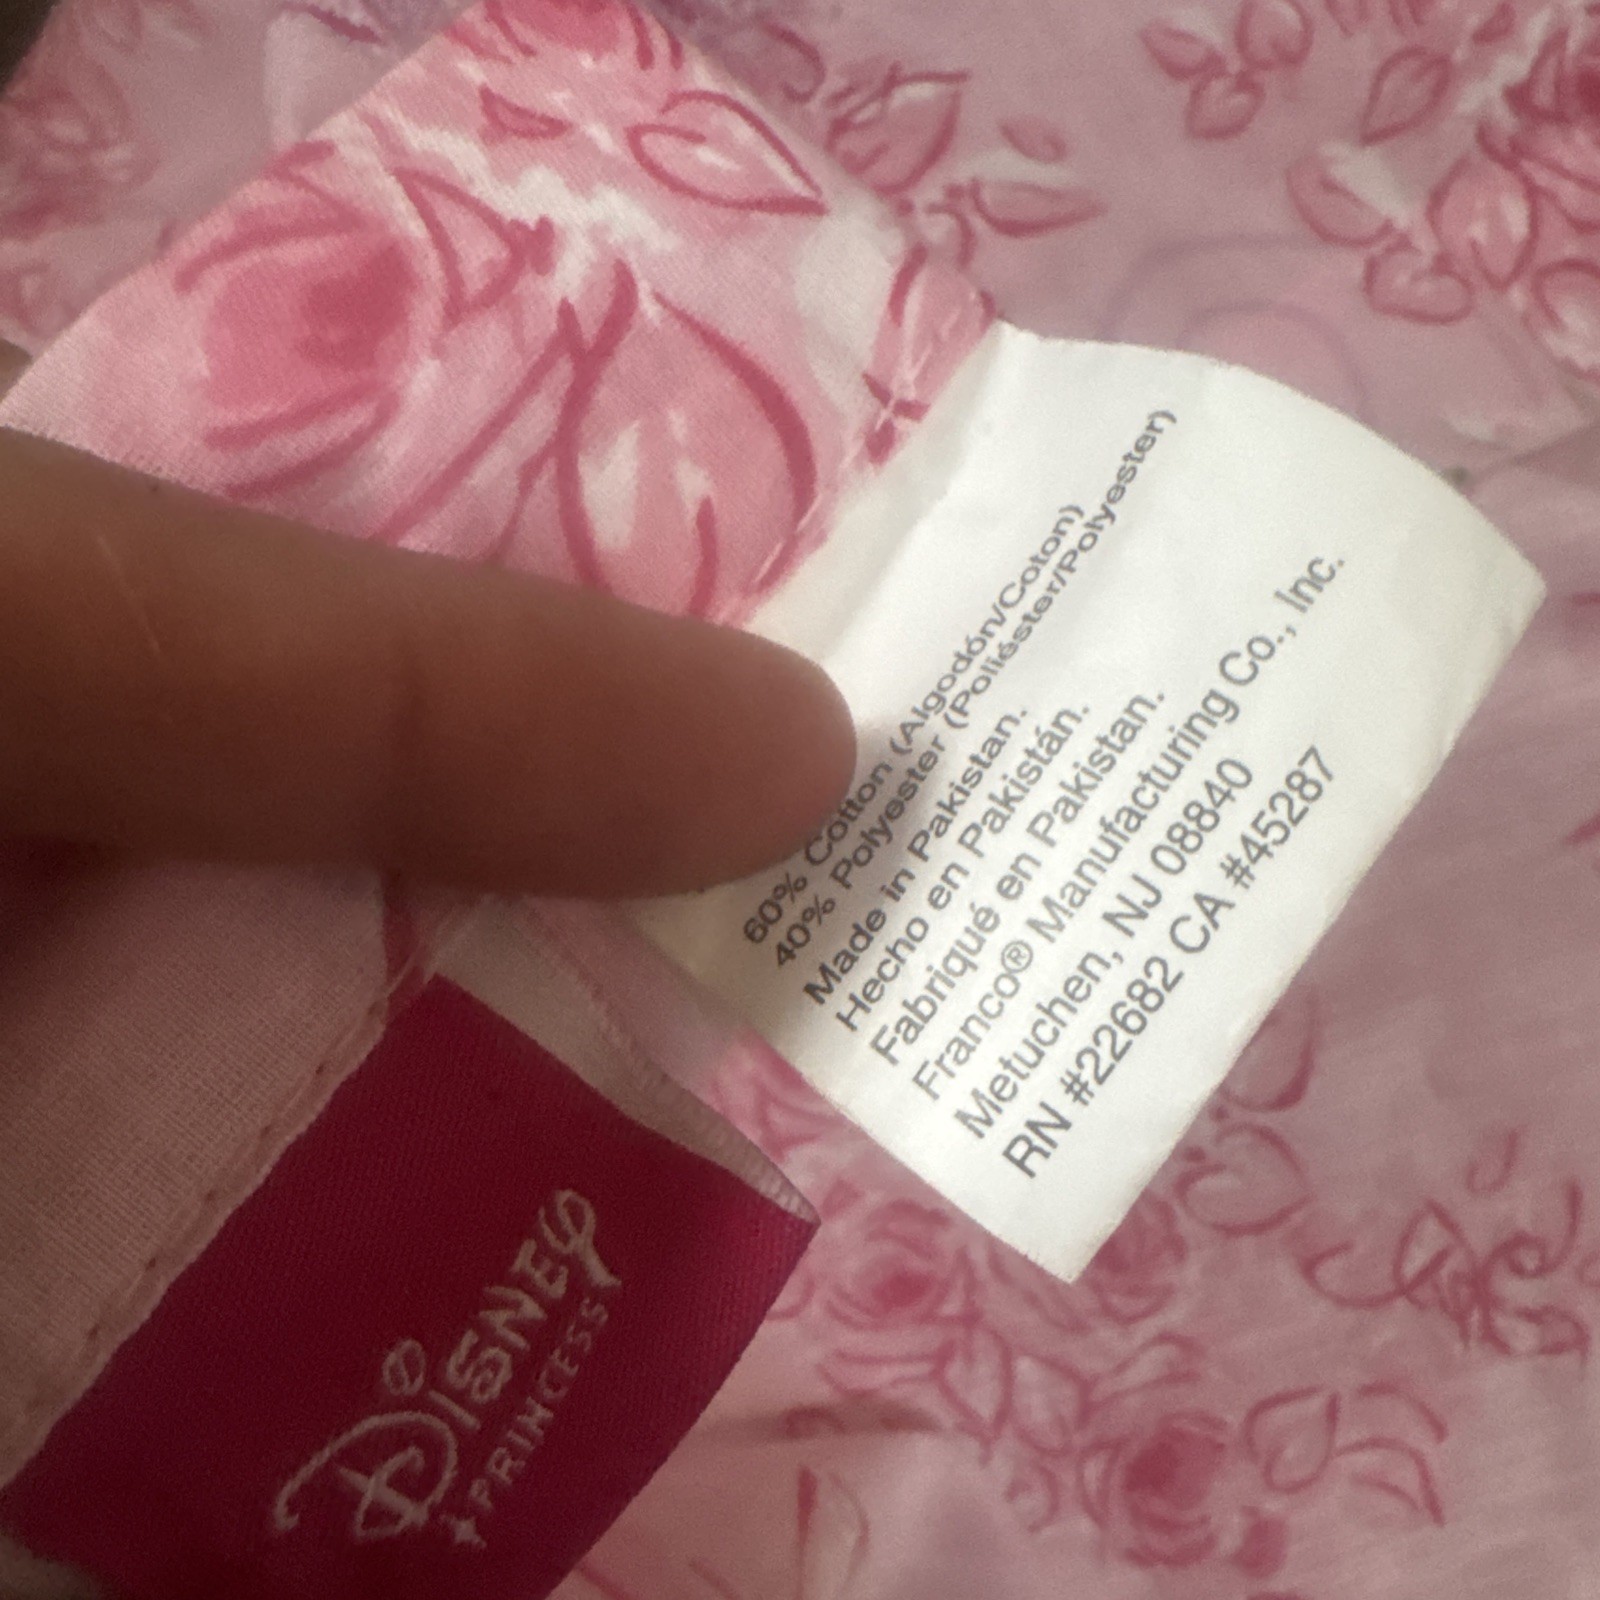 60% Cotton (Algodón/Coton)
40% Polyester (Poliéster/Polyester)
Made in Pakistan.
Hecho en Pakistán.
Fabriqué en Pakistan.
Franco® Manufacturing Co., Inc.
Metuchen, NJ 08840
RN #22682 CA #45287
Disney
PRINCESS